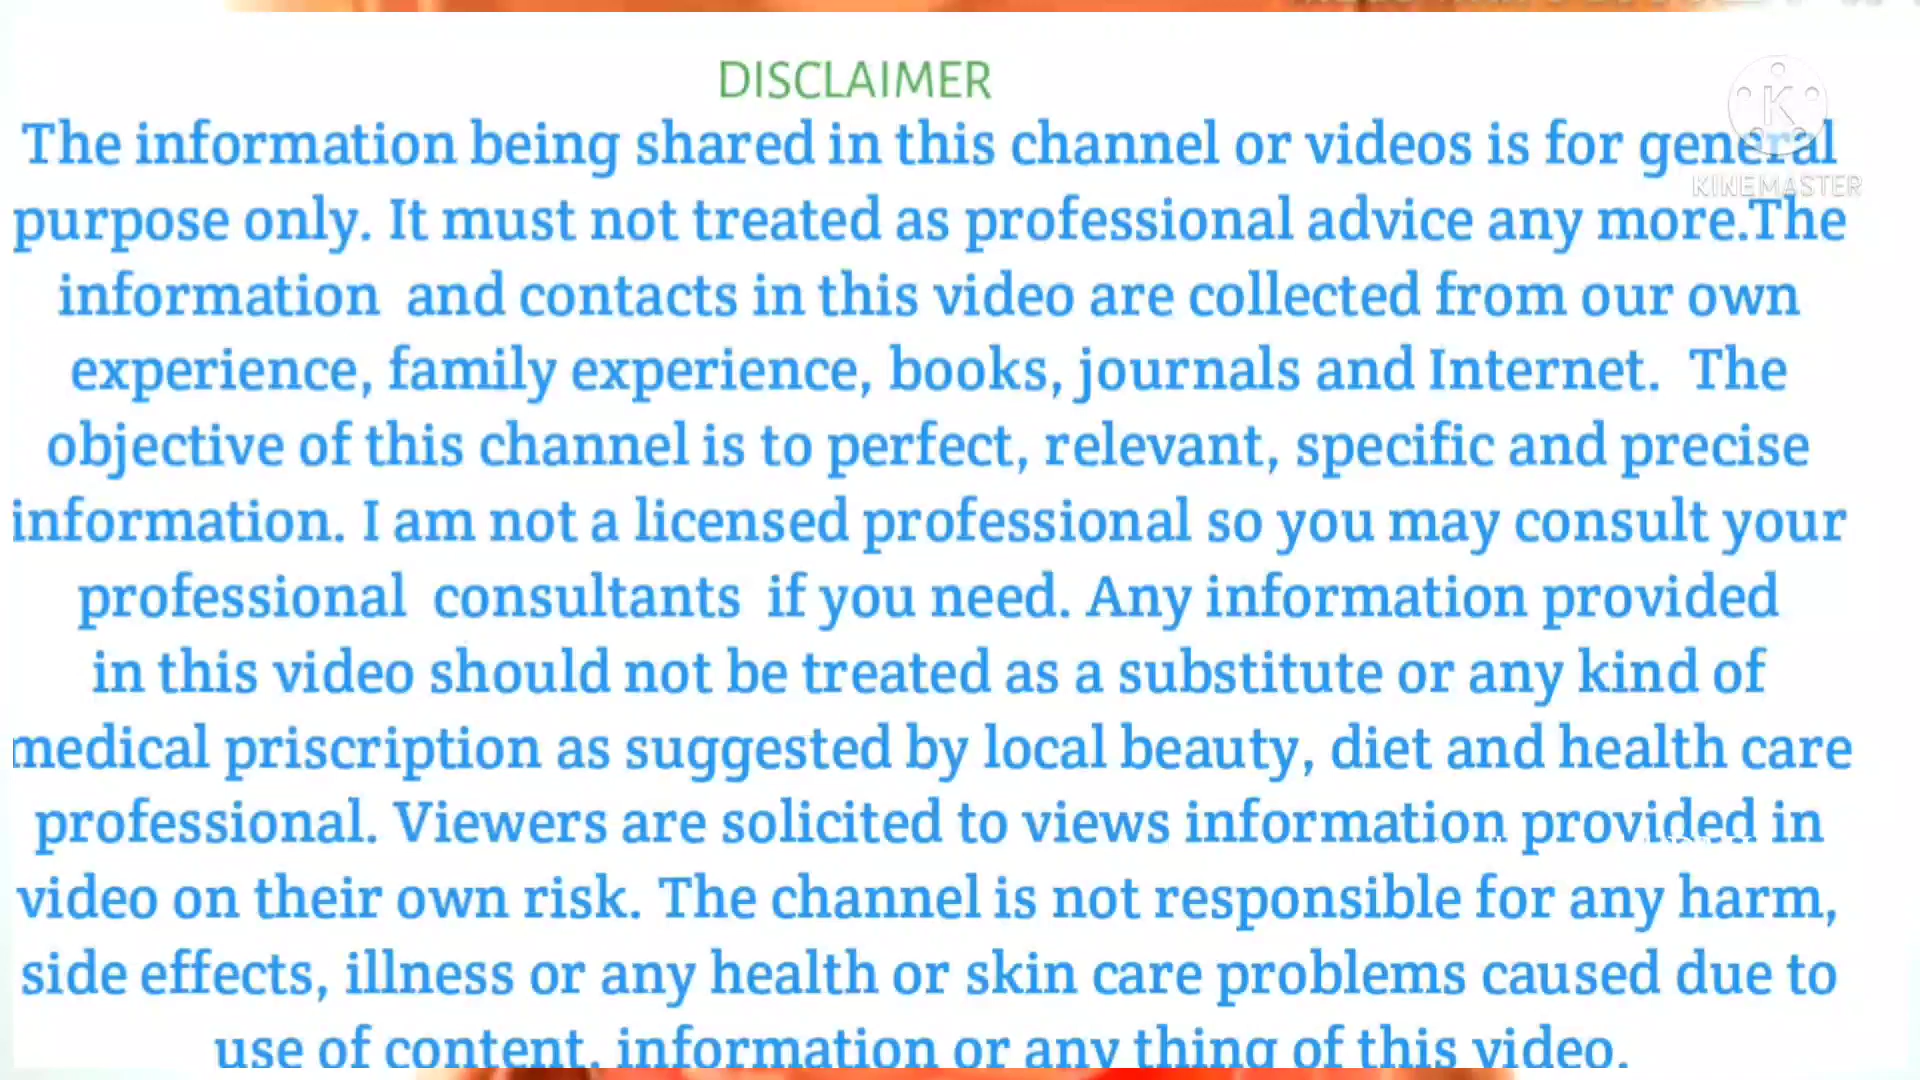 DISCLAIMER
The information being shared in this channel or videos is for general
purpose only. It must not treated as professional advice any more.The
information and contacts in this video are collected from our own
experience, family experience, books, journals and Internet. The
objective of this channel is to perfect, relevant, specific and precise
information. I am not a licensed professional so you may consult your
professional consultants if you need. Any information provided
in this video should not be treated as a substitute or any kind of
medical priscription as suggested by local beauty, diet and health care
professional. Viewers are solicited to views information provided in
video on their own risk. The channel is not responsible for any harm,
side effects, illness or any health or skin care problems caused due to
use of content, information or any thing of this video.
K
KINEMASTER